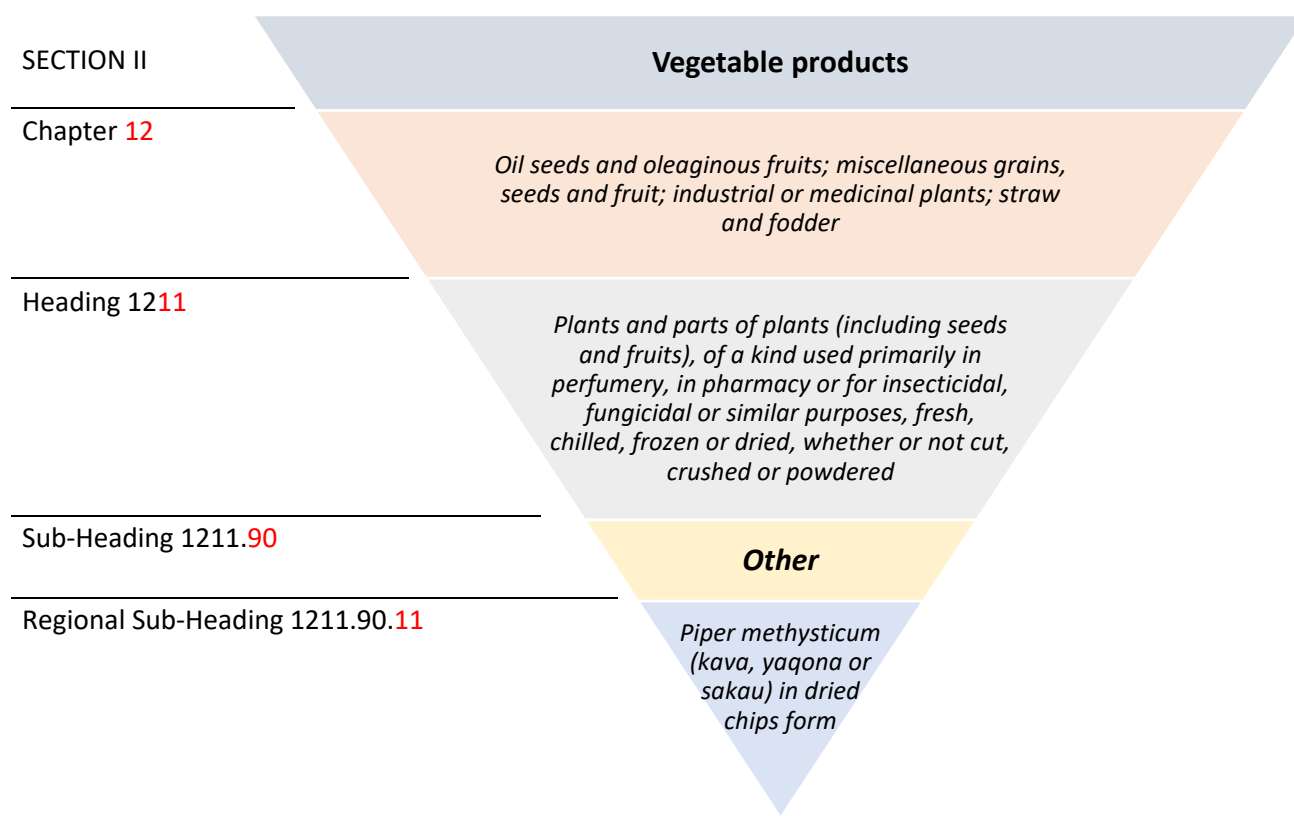 SECTION II
Vegetable products
Chapter 12
Oil seeds and oleaginous fruits; miscellaneous grains,
seeds and fruit; industrial or medicinal plants; straw
and fodder
Heading 1211
Plants and parts of plants (including seeds
and fruits), of a kind used primarily in
perfumery, in pharmacy or for insecticidal,
fungicidal or similar purposes, fresh,
chilled, frozen or dried, whether or not cut,
crushed or powdered
Sub-Heading 1211.90
Other
Regional Sub-Heading 1211.90.11
Piper methysticum
(kava, yaqona or
sakau) in dried
chips form